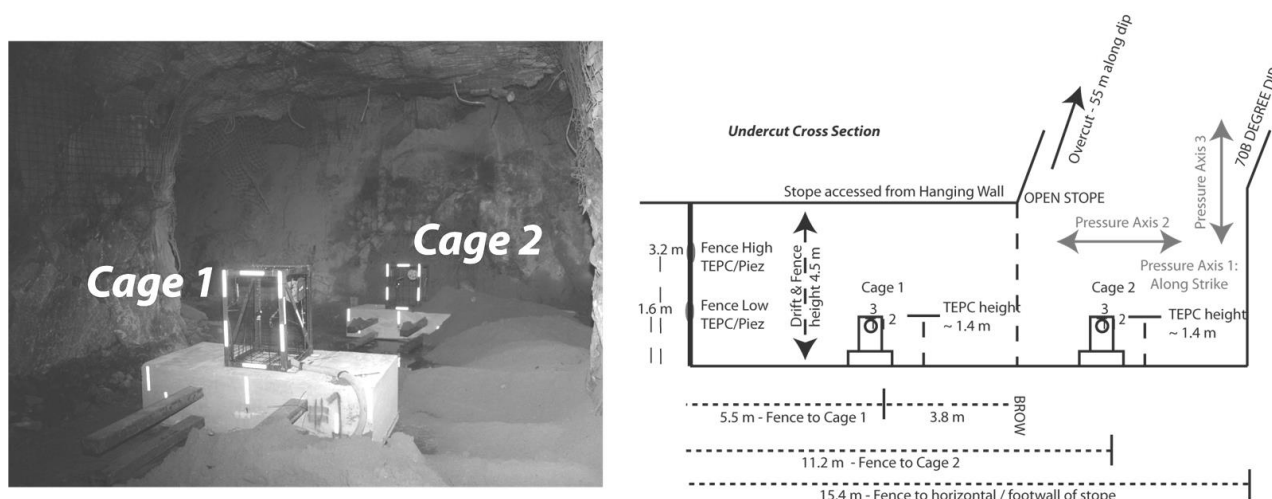 Cage 1
Cage 2
Undercut Cross Section
Overcut - 55 m along dip
70B DEGREE DIP
Pressure Axis 3
Stope accessed from Hanging Wall
OPEN STOPE
Pressure Axis 2
3.2 m
Fence High
TEPC/Piez
Drift & Fence
height 4.5 m
Pressure Axis 1:
Along Strike
1.6 m
Fence Low
TEPC/Piez
Cage 1
3
2
TEPC height
~ 1.4 m
Cage 2
3
2
TEPC height
~ 1.4 m
5.5 m - Fence to Cage 1
3.8 m
BROW
11.2 m - Fence to Cage 2
15.4 m - Fence to horizontal / footwall of stope